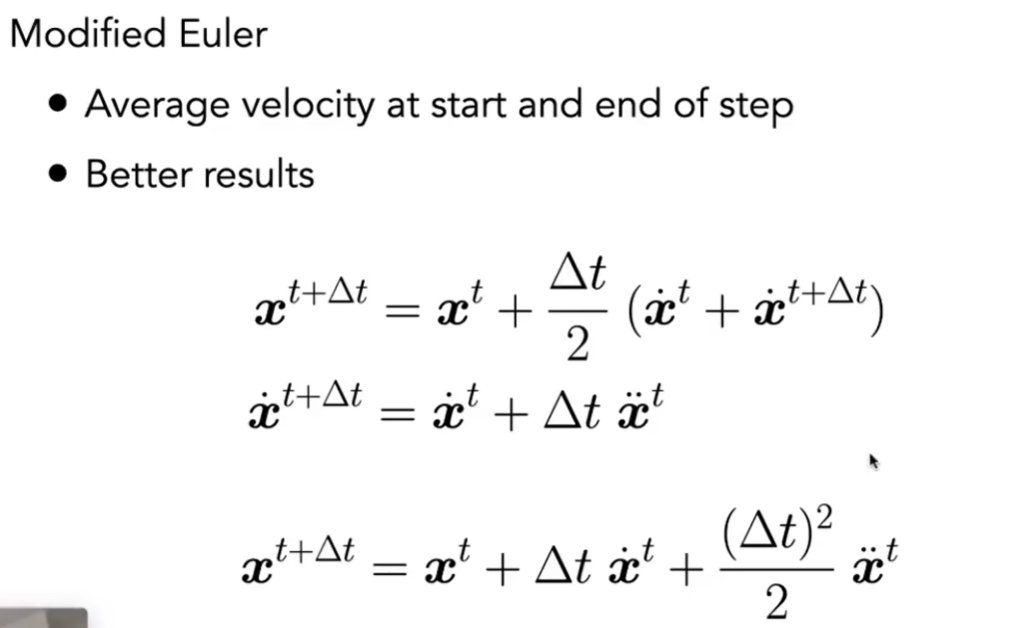 Modified Euler
• Average velocity at start and end of step
• Better results
$\boldsymbol{x}^{t+\Delta t} = \boldsymbol{x}^{t} + \frac{\Delta t}{2} (\dot{\boldsymbol{x}}^{t} + \dot{\boldsymbol{x}}^{t+\Delta t})$
$\dot{\boldsymbol{x}}^{t+\Delta t} = \dot{\boldsymbol{x}}^{t} + \Delta t \ \ddot{\boldsymbol{x}}^{t}$
$\boldsymbol{x}^{t+\Delta t} = \boldsymbol{x}^{t} + \Delta t \ \dot{\boldsymbol{x}}^{t} + \frac{(\Delta t)^2}{2} \ \ddot{\boldsymbol{x}}^{t}$